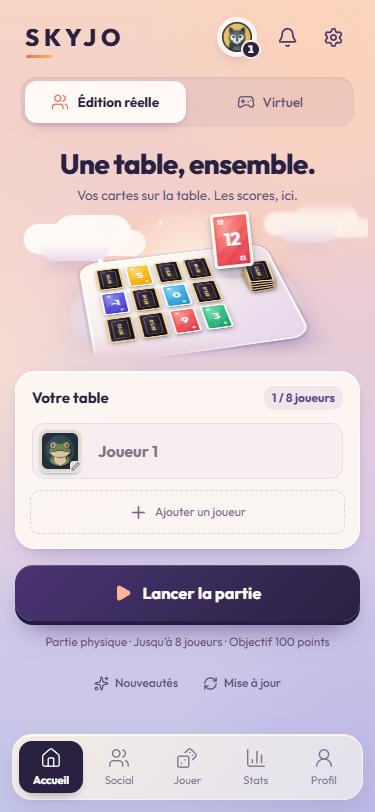 SKYJO
1
Édition réelle
Virtuel
Une table, ensemble.
Vos cartes sur la table. Les scores, ici.
12
5
-1
0
9
3
Votre table
1 / 8 joueurs
Joueur 1
Ajouter un joueur
Lancer la partie
Partie physique · Jusqu'à 8 joueurs · Objectif 100 points
Nouveautés
Mise à jour
Accueil
Social
Jouer
Stats
Profil